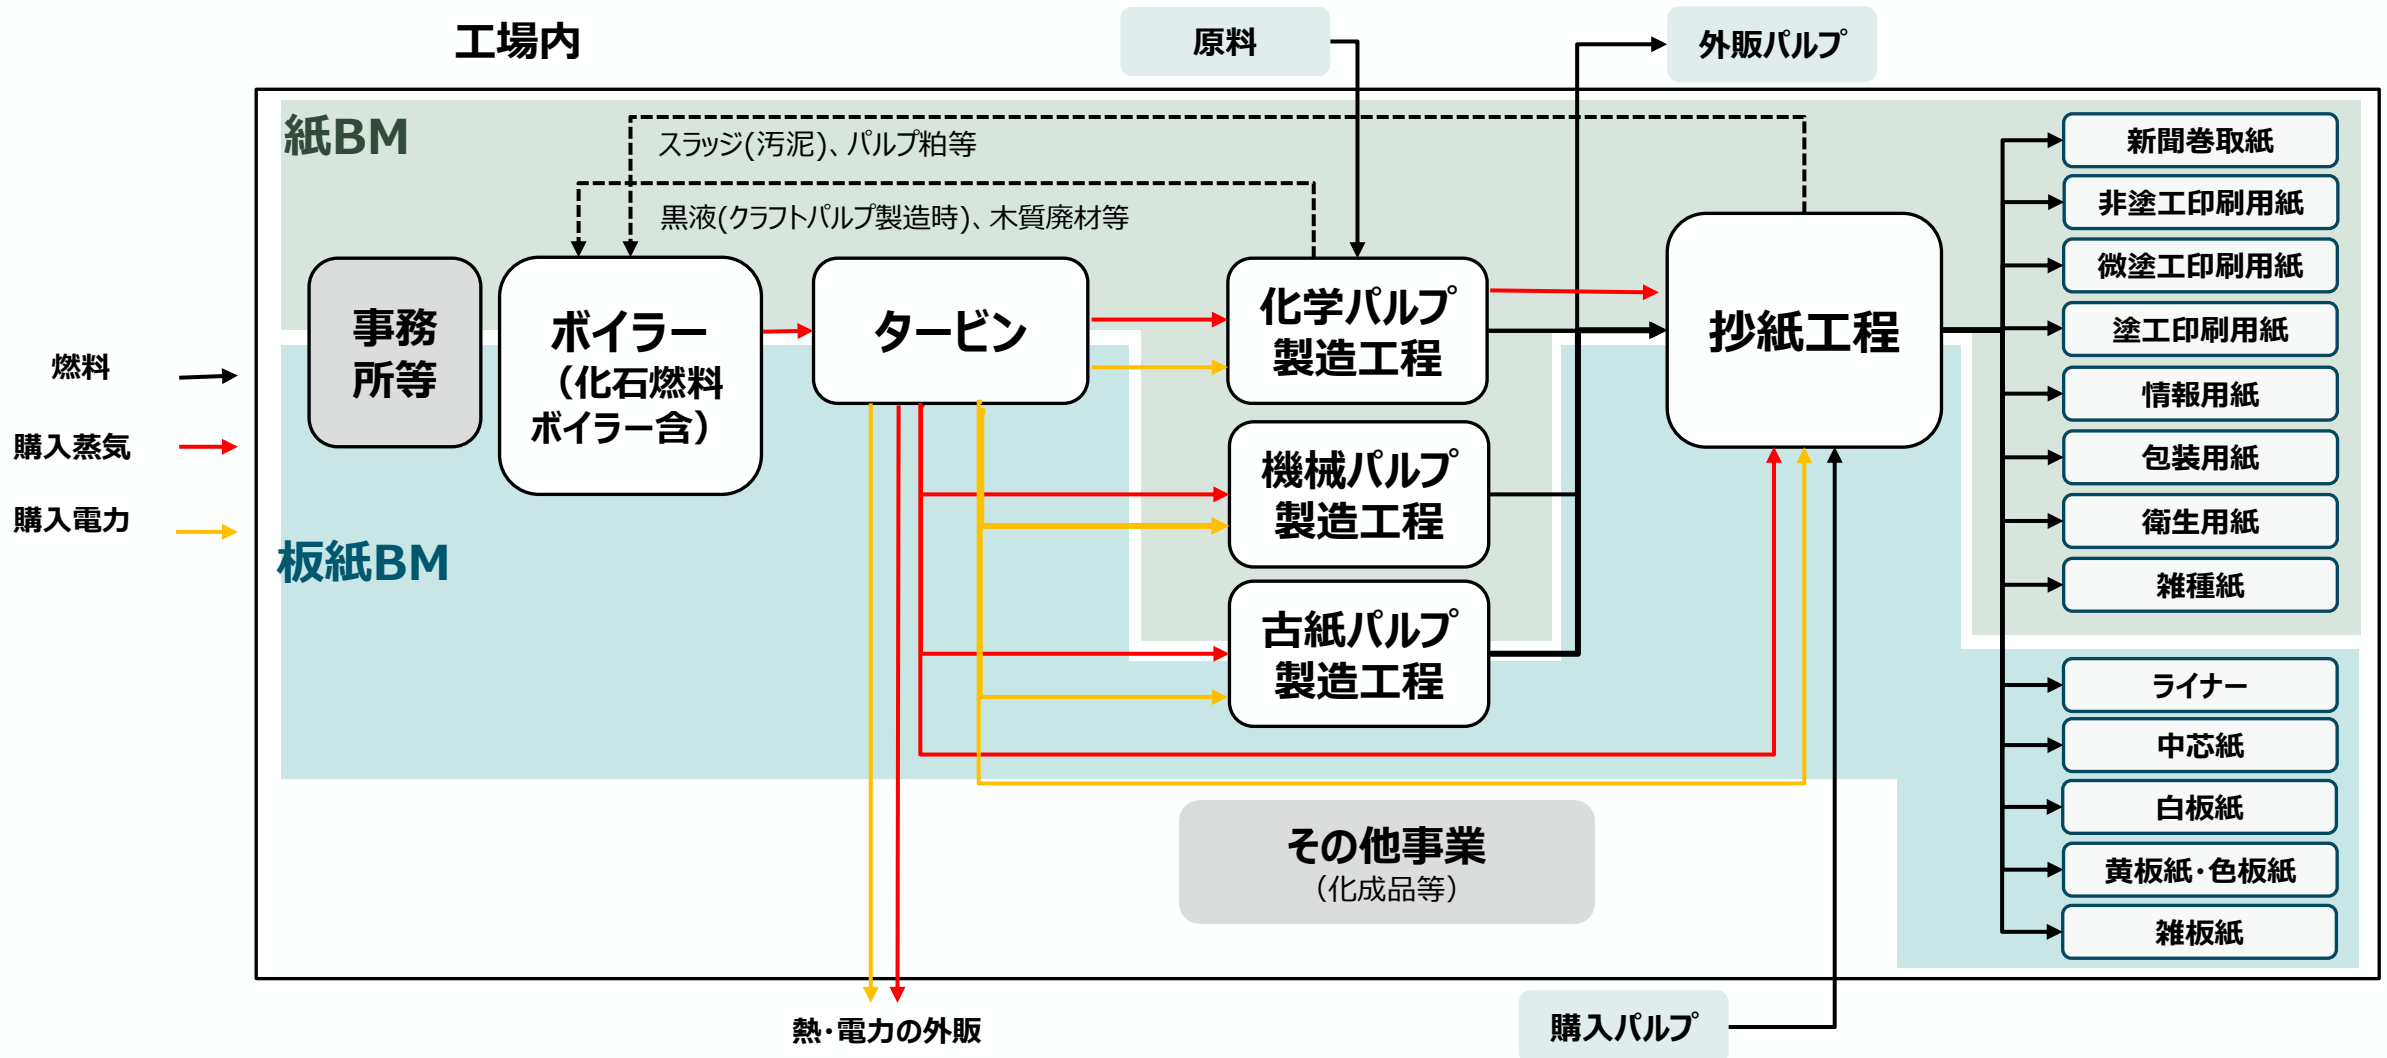 工場内
原料
外販パルプ
紙BM
スラッジ(汚泥)、パルプ粕等
黒液(クラフトパルプ製造時)、木質廃材等
燃料
購入蒸気
購入電力
事務
所等
ボイラー
（化石燃料
ボイラー含）
タービン
化学パルプ
製造工程
機械パルプ
製造工程
古紙パルプ
製造工程
抄紙工程
板紙BM
新聞巻取紙
非塗工印刷用紙
微塗工印刷用紙
塗工印刷用紙
情報用紙
包装用紙
衛生用紙
雑種紙
ライナー
中芯紙
白板紙
黄板紙・色板紙
雑板紙
その他事業
（化成品等）
熱・電力の外販
購入パルプ